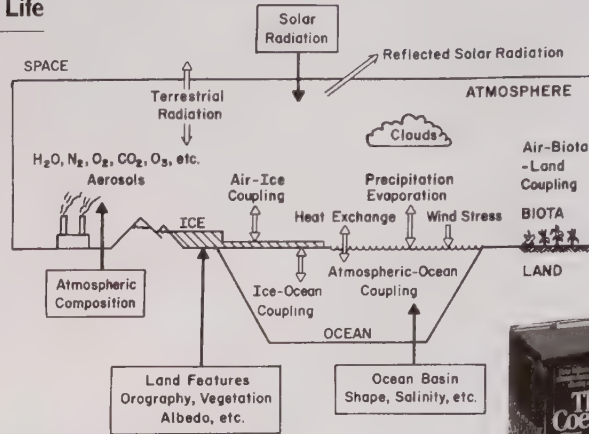 Life
Solar
Radiation
Reflected Solar Radiation
SPACE
ATMOSPHERE
Terrestrial
Radiation
Clouds
H₂O, N₂, O₂, CO₂, O₃, etc.
Aerosols
Air-Biota
-Land
Coupling
Air-Ice
Coupling
Precipitation
Evaporation
ICE
Heat Exchange
Wind Stress
BIOTA
LAND
Atmospheric
Composition
Ice-Ocean
Coupling
Atmospheric-Ocean
Coupling
OCEAN
Land Features
Orography, Vegetation
Albedo, etc.
Ocean Basin
Shape, Salinity, etc.